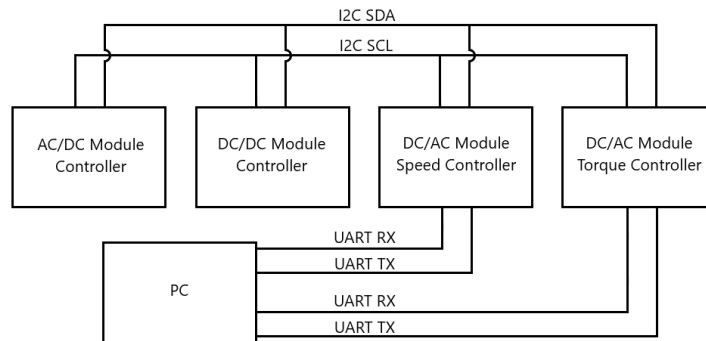 I2C SDA
I2C SCL
AC/DC Module
Controller
DC/DC Module
Controller
DC/AC Module
Speed Controller
DC/AC Module
Torque Controller
UART RX
UART TX
PC
UART RX
UART TX